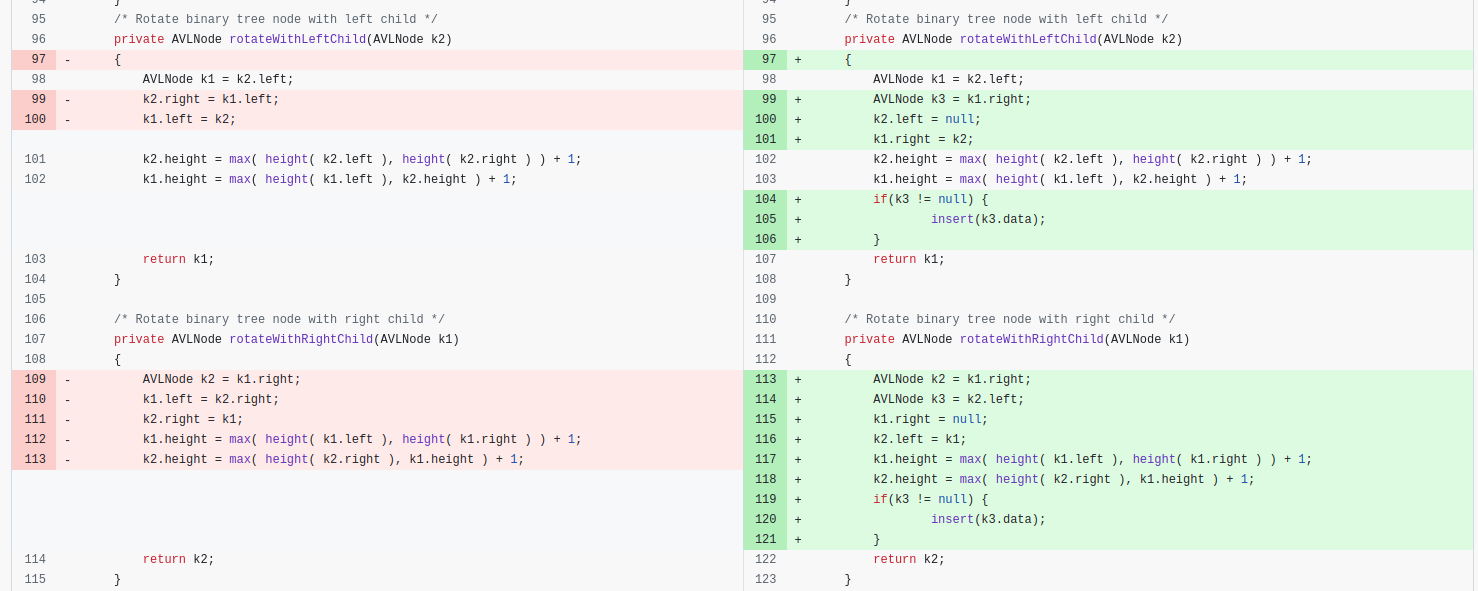 94 }
95 /* Rotate binary tree node with left child */
96 private AVLNode rotateWithLeftChild(AVLNode k2)
97 - {
98 AVLNode k1 = k2.left;
99 - k2.right = k1.left;
100 - k1.left = k2;
101 k2.height = max( height( k2.left ), height( k2.right ) ) + 1;
102 k1.height = max( height( k1.left ), k2.height ) + 1;
103 return k1;
104 }
105
106 /* Rotate binary tree node with right child */
107 private AVLNode rotateWithRightChild(AVLNode k1)
108 {
109 - AVLNode k2 = k1.right;
110 - k1.left = k2.right;
111 - k2.right = k1;
112 - k1.height = max( height( k1.left ), height( k1.right ) ) + 1;
113 - k2.height = max( height( k2.right ), k1.height ) + 1;
114 return k2;
115 }
94 }
95 /* Rotate binary tree node with left child */
96 private AVLNode rotateWithLeftChild(AVLNode k2)
97 + {
98 AVLNode k1 = k2.left;
99 + AVLNode k3 = k1.right;
100 + k2.left = null;
101 + k1.right = k2;
102 k2.height = max( height( k2.left ), height( k2.right ) ) + 1;
103 k1.height = max( height( k1.left ), k2.height ) + 1;
104 + if(k3 != null) {
105 + insert(k3.data);
106 + }
107 return k1;
108 }
109
110 /* Rotate binary tree node with right child */
111 private AVLNode rotateWithRightChild(AVLNode k1)
112 {
113 + AVLNode k2 = k1.right;
114 + AVLNode k3 = k2.left;
115 + k1.right = null;
116 + k2.left = k1;
117 + k1.height = max( height( k1.left ), height( k1.right ) ) + 1;
118 + k2.height = max( height( k2.right ), k1.height ) + 1;
119 + if(k3 != null) {
120 + insert(k3.data);
121 + }
122 return k2;
123 }